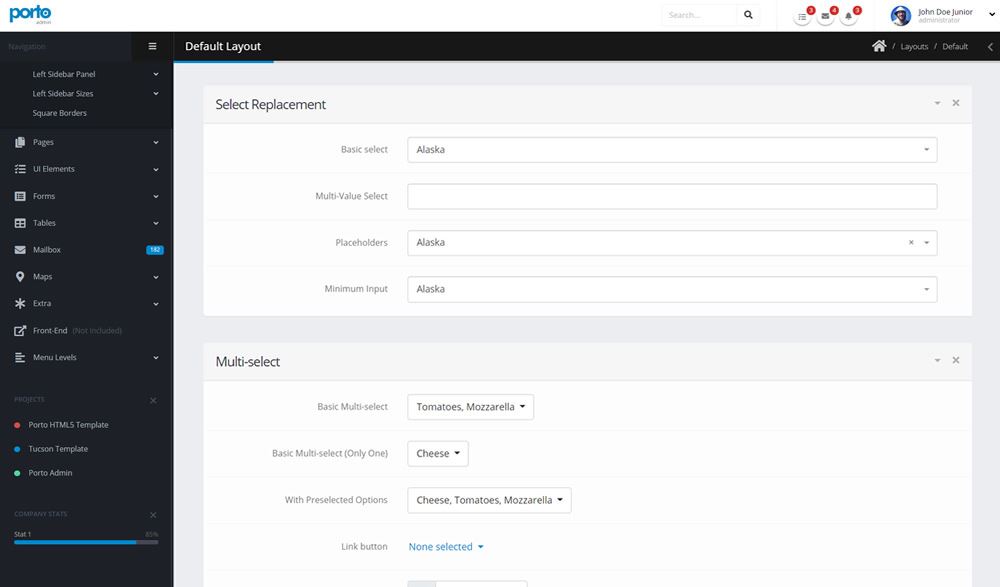 porto
admin
Search...
3
4
3
John Doe Junior
administrator
Navigation
Default Layout
/ Layouts / Default
Left Sidebar Panel
Left Sidebar Sizes
Square Borders
Pages
UI Elements
Forms
Tables
Mailbox 182
Maps
Extra
Front-End (Not Included)
Menu Levels
PROJECTS
Porto HTML5 Template
Tucson Template
Porto Admin
COMPANY STATS
Stat 1 85%
Select Replacement
Basic select Alaska
Multi-Value Select
Placeholders Alaska ×
Minimum Input Alaska
Multi-select
Basic Multi-select Tomatoes, Mozzarella
Basic Multi-select (Only One) Cheese
With Preselected Options Cheese, Tomatoes, Mozzarella
Link button None selected